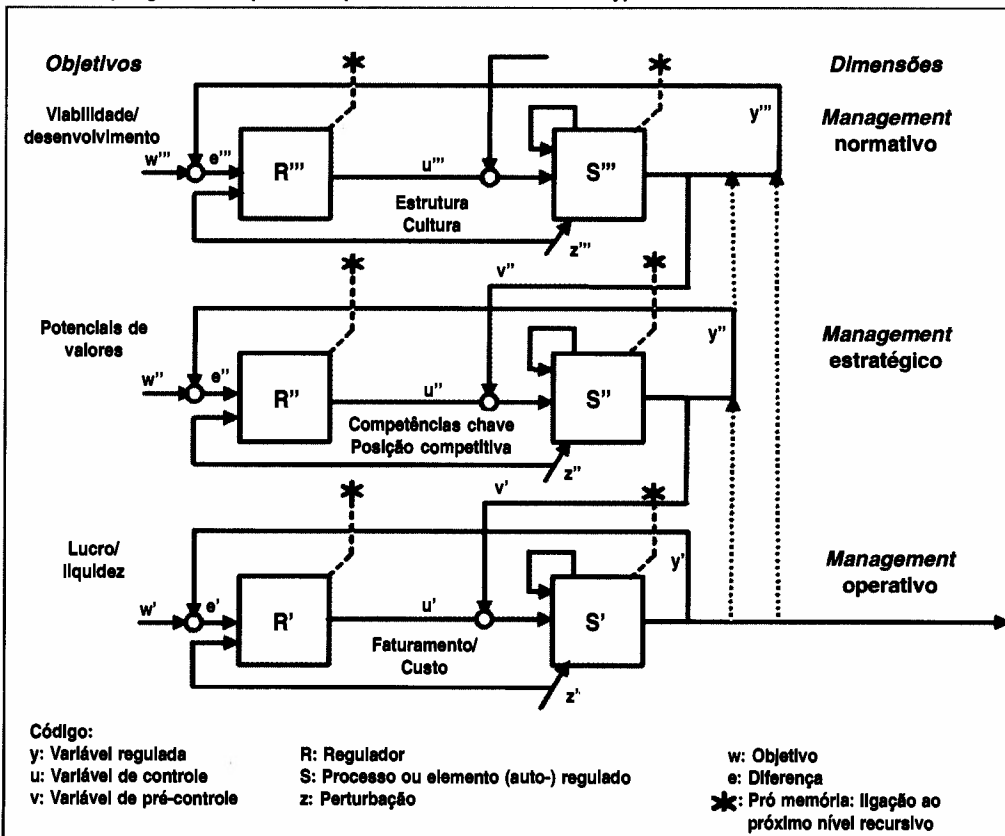 Objetivos
Dimensões
Viabilidade/
desenvolvimento
y'''
Management
normativo
w'''
e'''
R'''
u'''
S'''
Estrutura
Cultura
z'''
v''
Potenciais de
valores
y''
Management
estratégico
w''
e''
R''
u''
S''
Competências chave
Posição competitiva
z''
v'
Lucro/
liquidez
y'
Management
operativo
w'
e'
R'
u'
S'
Faturamento/
Custo
z'
Código:
y: Variável regulada
R: Regulador
w: Objetivo
u: Variável de controle
S: Processo ou elemento (auto-) regulado
e: Diferença
v: Variável de pré-controle
z: Perturbação
: Pró memória: ligação ao
próximo nível recursivo